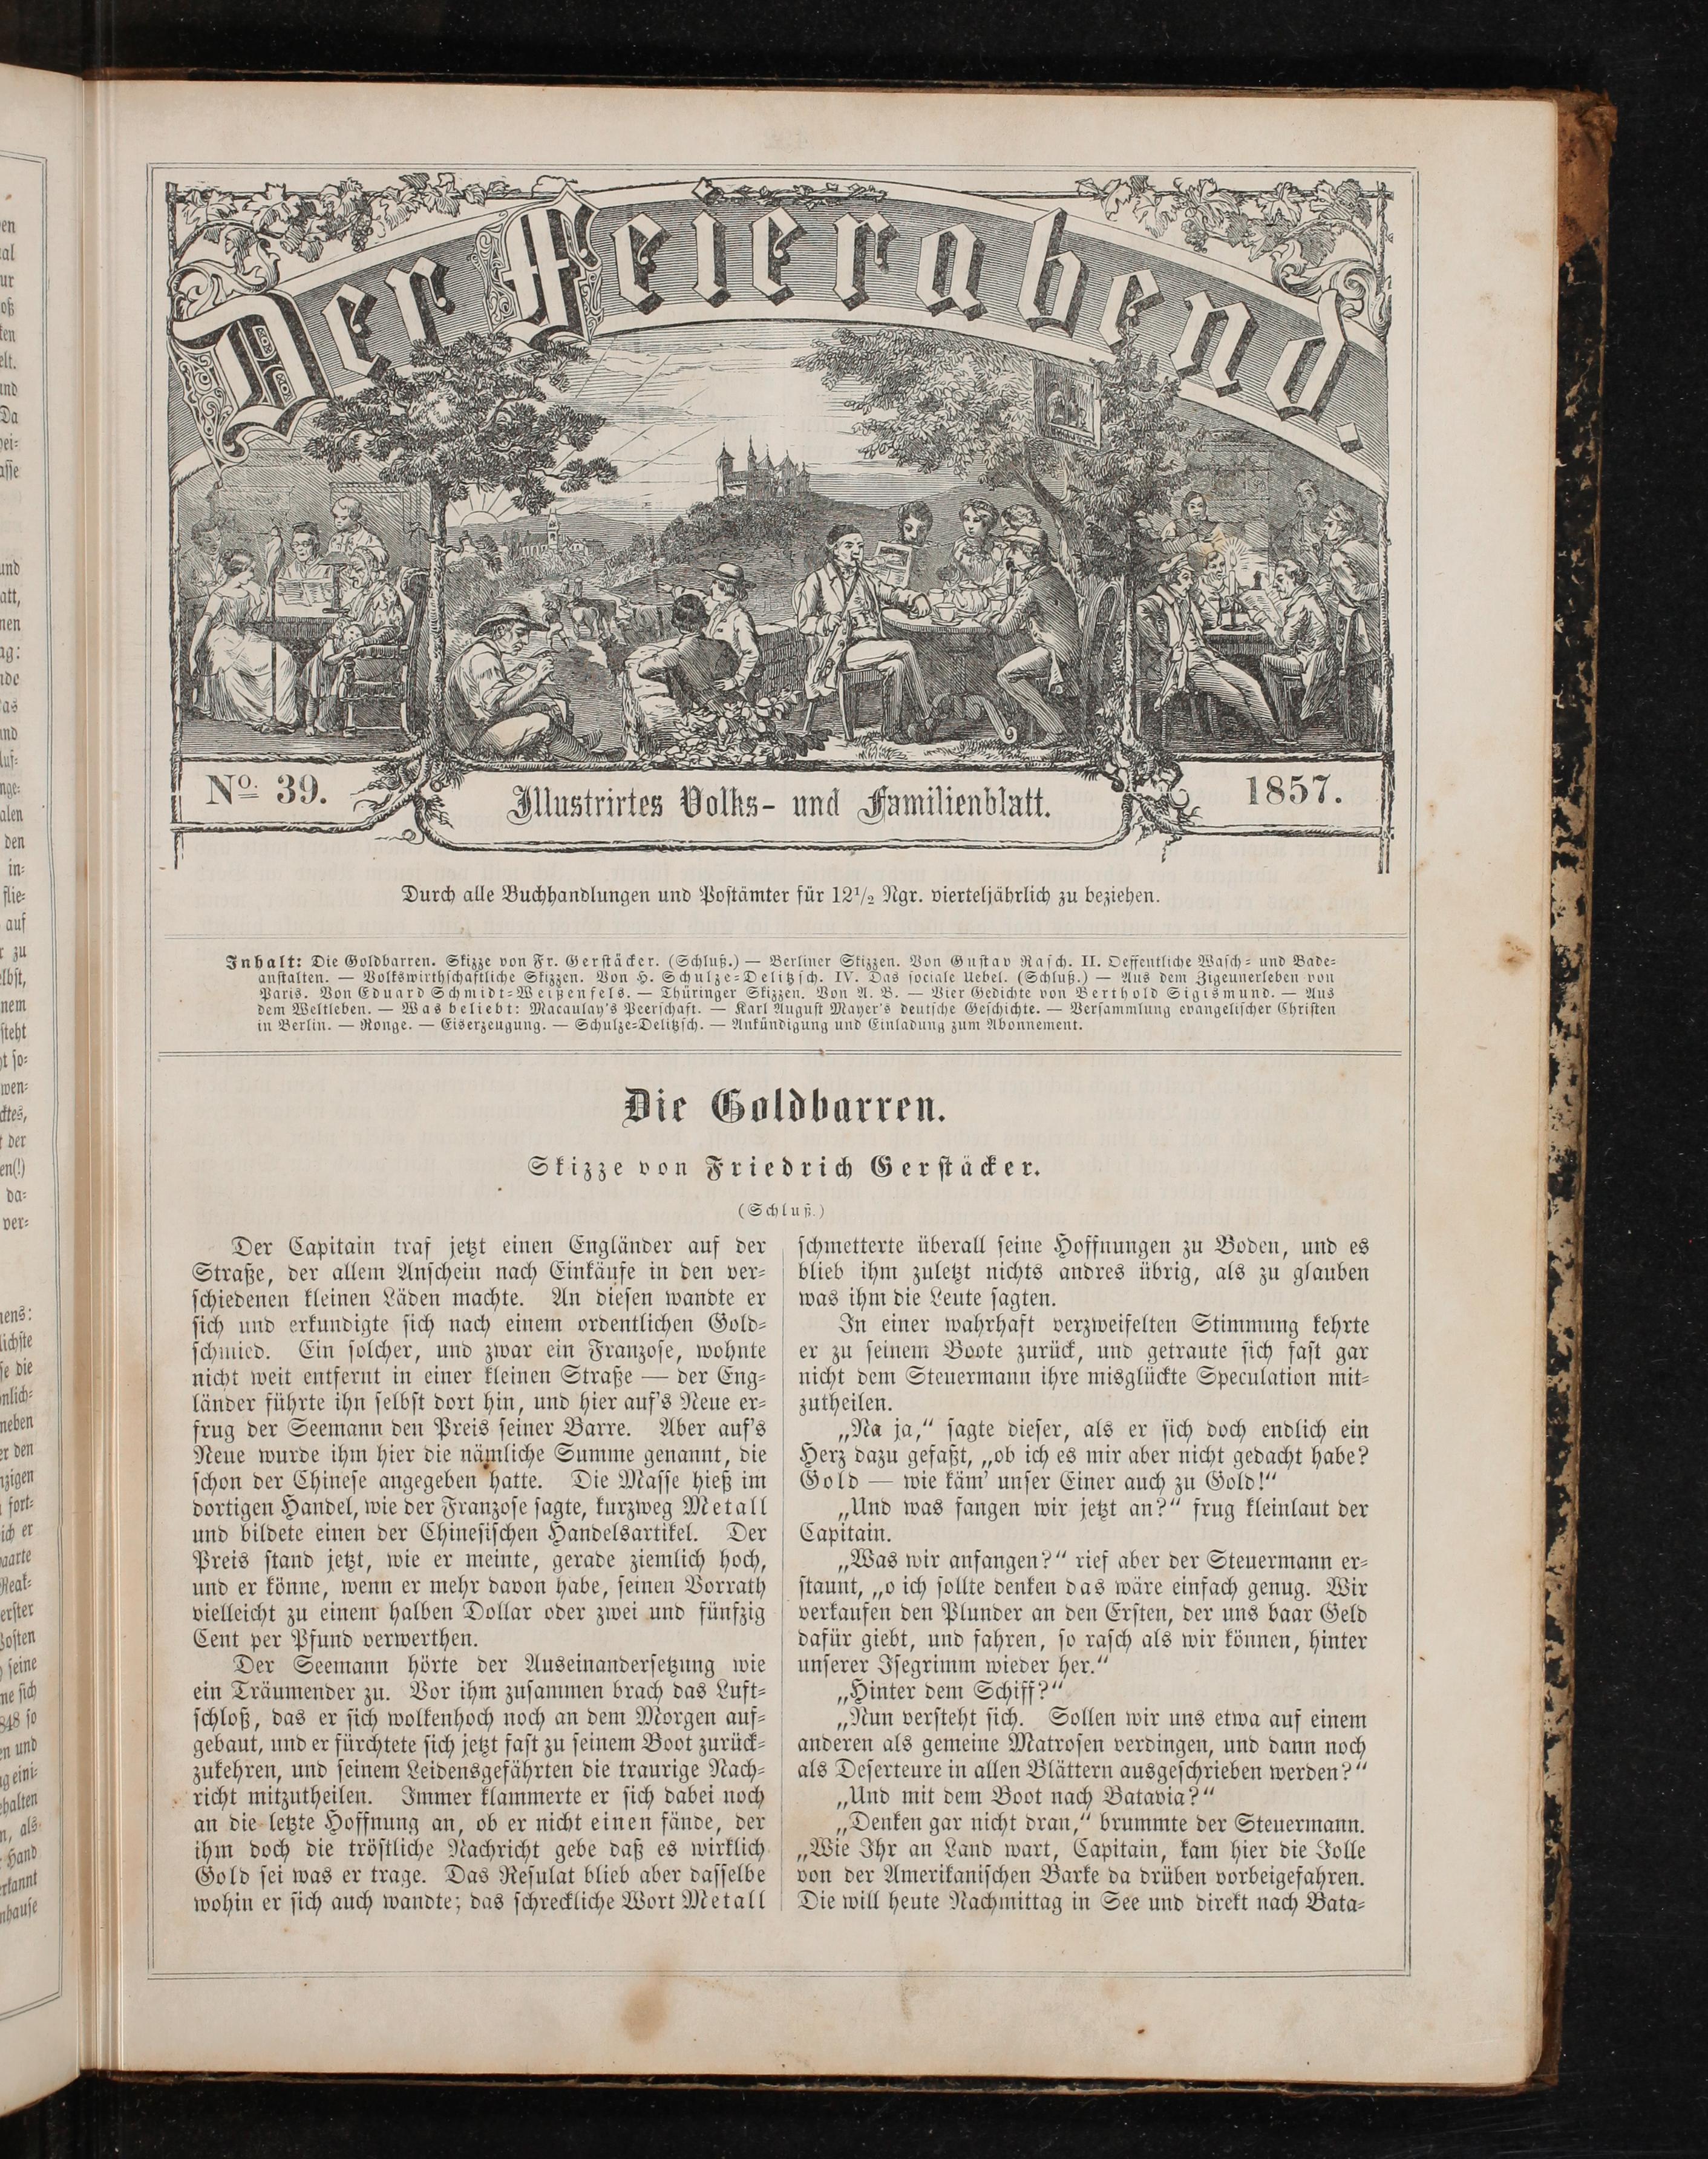 Der Feierabend.
No. 39.
Illustrirtes Volks- und Familienblatt.
1857.
Durch alle Buchhandlungen und Postämter für 12½ Ngr. vierteljährlich zu beziehen.
Inhalt: Die Goldbarren. Skizze von Fr. Gerstäcker. (Schluß.) — Berliner Skizzen. Von Gustav Rasch. II. Oeffentliche Wasch- und Bade-
anstalten. — Volkswirthschaftliche Skizzen. Von H. Schulze-Delitzsch. IV. Das sociale Uebel. (Schluß.) — Aus dem Zigeunerleben von
Paris. Von Eduard Schmidt-Weißenfels. — Thüringer Skizzen. Von A. B. — Vier Gedichte von Berthold Sigismund. — Aus
dem Weltleben. — Was beliebt: Macaulay's Peerschaft. — Karl August Mayer's deutsche Geschichte. — Versammlung evangelischer Christen
in Berlin. — Ronge. — Eiserzeugung. — Schulze-Delitzsch. — Ankündigung und Einladung zum Abonnement.
Die Goldbarren.
Skizze von Friedrich Gerstäcker.
(Schluß.)
Der Capitain traf jetzt einen Engländer auf der
Straße, der allem Anschein nach Einkäufe in den ver-
schiedenen kleinen Läden machte. An diesen wandte er
sich und erkundigte sich nach einem ordentlichen Gold-
schmied. Ein solcher, und zwar ein Franzose, wohnte
nicht weit entfernt in einer kleinen Straße — der Eng-
länder führte ihn selbst dort hin, und hier auf's Neue er-
frug der Seemann den Preis seiner Barre. Aber auf's
Neue wurde ihm hier die nämliche Summe genannt, die
schon der Chinese angegeben hatte. Die Masse hieß im
dortigen Handel, wie der Franzose sagte, kurzweg Metall
und bildete einen der Chinesischen Handelsartikel. Der
Preis stand jetzt, wie er meinte, gerade ziemlich hoch,
und er könne, wenn er mehr davon habe, seinen Vorrath
vielleicht zu einem halben Dollar oder zwei und fünfzig
Cent per Pfund verwerthen.
Der Seemann hörte der Auseinandersetzung wie
ein Träumender zu. Vor ihm zusammen brach das Luft-
schloß, das er sich wolkenhoch noch an dem Morgen auf-
gebaut, und er fürchtete sich jetzt fast zu seinem Boot zurück-
zukehren, und seinem Leidensgefährten die traurige Nach-
richt mitzutheilen. Immer klammerte er sich dabei noch
an die letzte Hoffnung an, ob er nicht einen fände, der
ihm doch die tröstliche Nachricht gebe daß es wirklich
Gold sei was er trage. Das Resulat blieb aber dasselbe
wohin er sich auch wandte; das schreckliche Wort Metall
schmetterte überall seine Hoffnungen zu Boden, und es
blieb ihm zuletzt nichts andres übrig, als zu glauben
was ihm die Leute sagten.
In einer wahrhaft verzweifelten Stimmung kehrte
er zu seinem Boote zurück, und getraute sich fast gar
nicht dem Steuermann ihre misglückte Speculation mit-
zutheilen.
„Na ja,“ sagte dieser, als er sich doch endlich ein
Herz dazu gefaßt, „ob ich es mir aber nicht gedacht habe?
Gold — wie käm' unser Einer auch zu Gold!“
„Und was fangen wir jetzt an?“ frug kleinlaut der
Capitain.
„Was wir anfangen?“ rief aber der Steuermann er-
staunt, „o ich sollte denken das wäre einfach genug. Wir
verkaufen den Plunder an den Ersten, der uns baar Geld
dafür giebt, und fahren, so rasch als wir können, hinter
unserer Isegrimm wieder her.“
„Hinter dem Schiff?“
„Nun versteht sich. Sollen wir uns etwa auf einem
anderen als gemeine Matrosen verdingen, und dann noch
als Deserteure in allen Blättern ausgeschrieben werden?“
„Und mit dem Boot nach Batavia?“
„Denken gar nicht dran,“ brummte der Steuermann.
„Wie Ihr an Land wart, Capitain, kam hier die Jolle
von der Amerikanischen Barke da drüben vorbeigefahren.
Die will heute Nachmittag in See und direkt nach Bata-